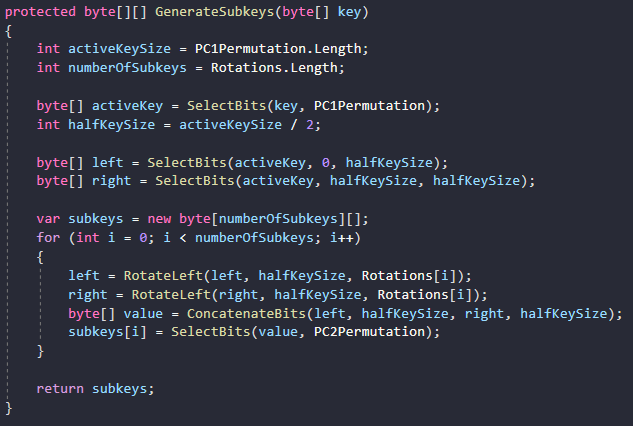 protected byte[][] GenerateSubkeys(byte[] key)
{
    int activeKeySize = PC1Permutation.Length;
    int numberOfSubkeys = Rotations.Length;

    byte[] activeKey = SelectBits(key, PC1Permutation);
    int halfKeySize = activeKeySize / 2;

    byte[] left = SelectBits(activeKey, 0, halfKeySize);
    byte[] right = SelectBits(activeKey, halfKeySize, halfKeySize);

    var subkeys = new byte[numberOfSubkeys][];
    for (int i = 0; i < numberOfSubkeys; i++)
    {
        left = RotateLeft(left, halfKeySize, Rotations[i]);
        right = RotateLeft(right, halfKeySize, Rotations[i]);
        byte[] value = ConcatenateBits(left, halfKeySize, right, halfKeySize);
        subkeys[i] = SelectBits(value, PC2Permutation);
    }

    return subkeys;
}